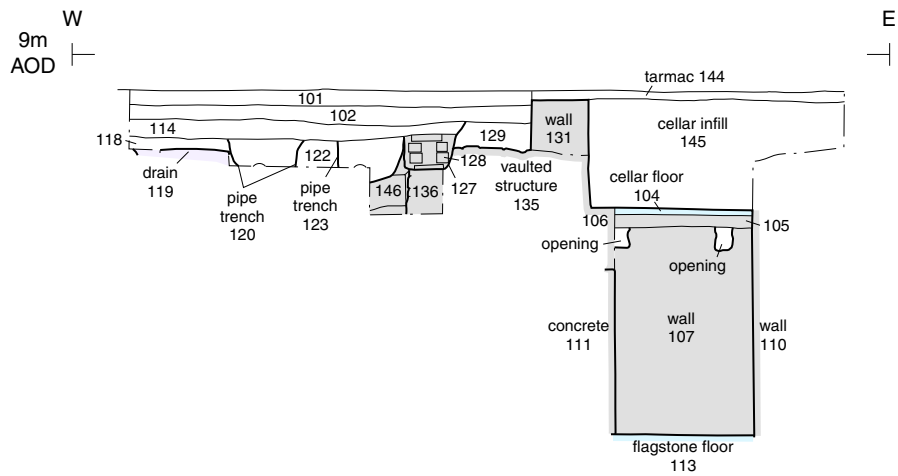 W
E
9m
AOD
tarmac 144
101
102
114
118
129
wall
131
cellar infill
145
122
128
127
drain
119
vaulted
structure
135
cellar floor
104
146
136
pipe
trench
120
pipe
trench
123
106
105
opening
opening
concrete
111
wall
107
wall
110
flagstone floor
113